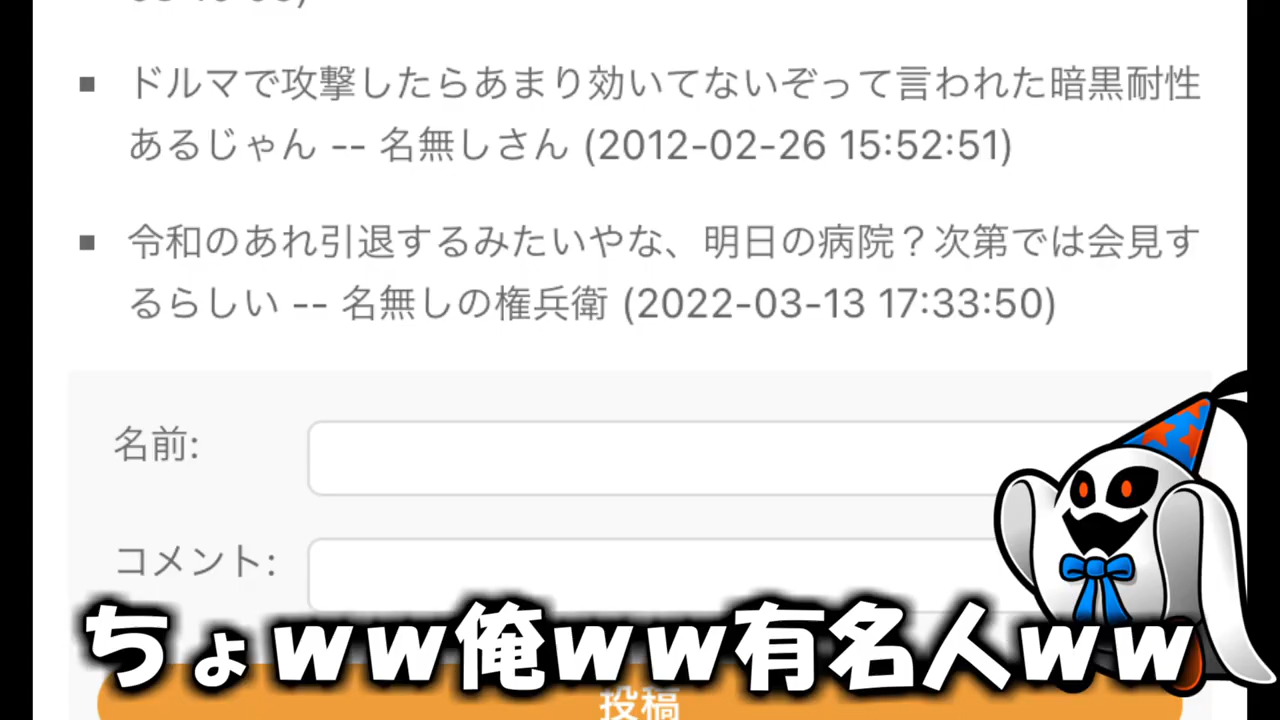 ドルマで攻撃したらあまり効いてないぞって言われた暗黒耐性
あるじゃん -- 名無しさん (2012-02-26 15:52:51)
令和のあれ引退するみたいやな、明日の病院？次第では会見す
るらしい -- 名無しの権兵衛 (2022-03-13 17:33:50)
名前:
コメント:
ちょｗｗ俺ｗｗ有名人ｗｗ
投稿